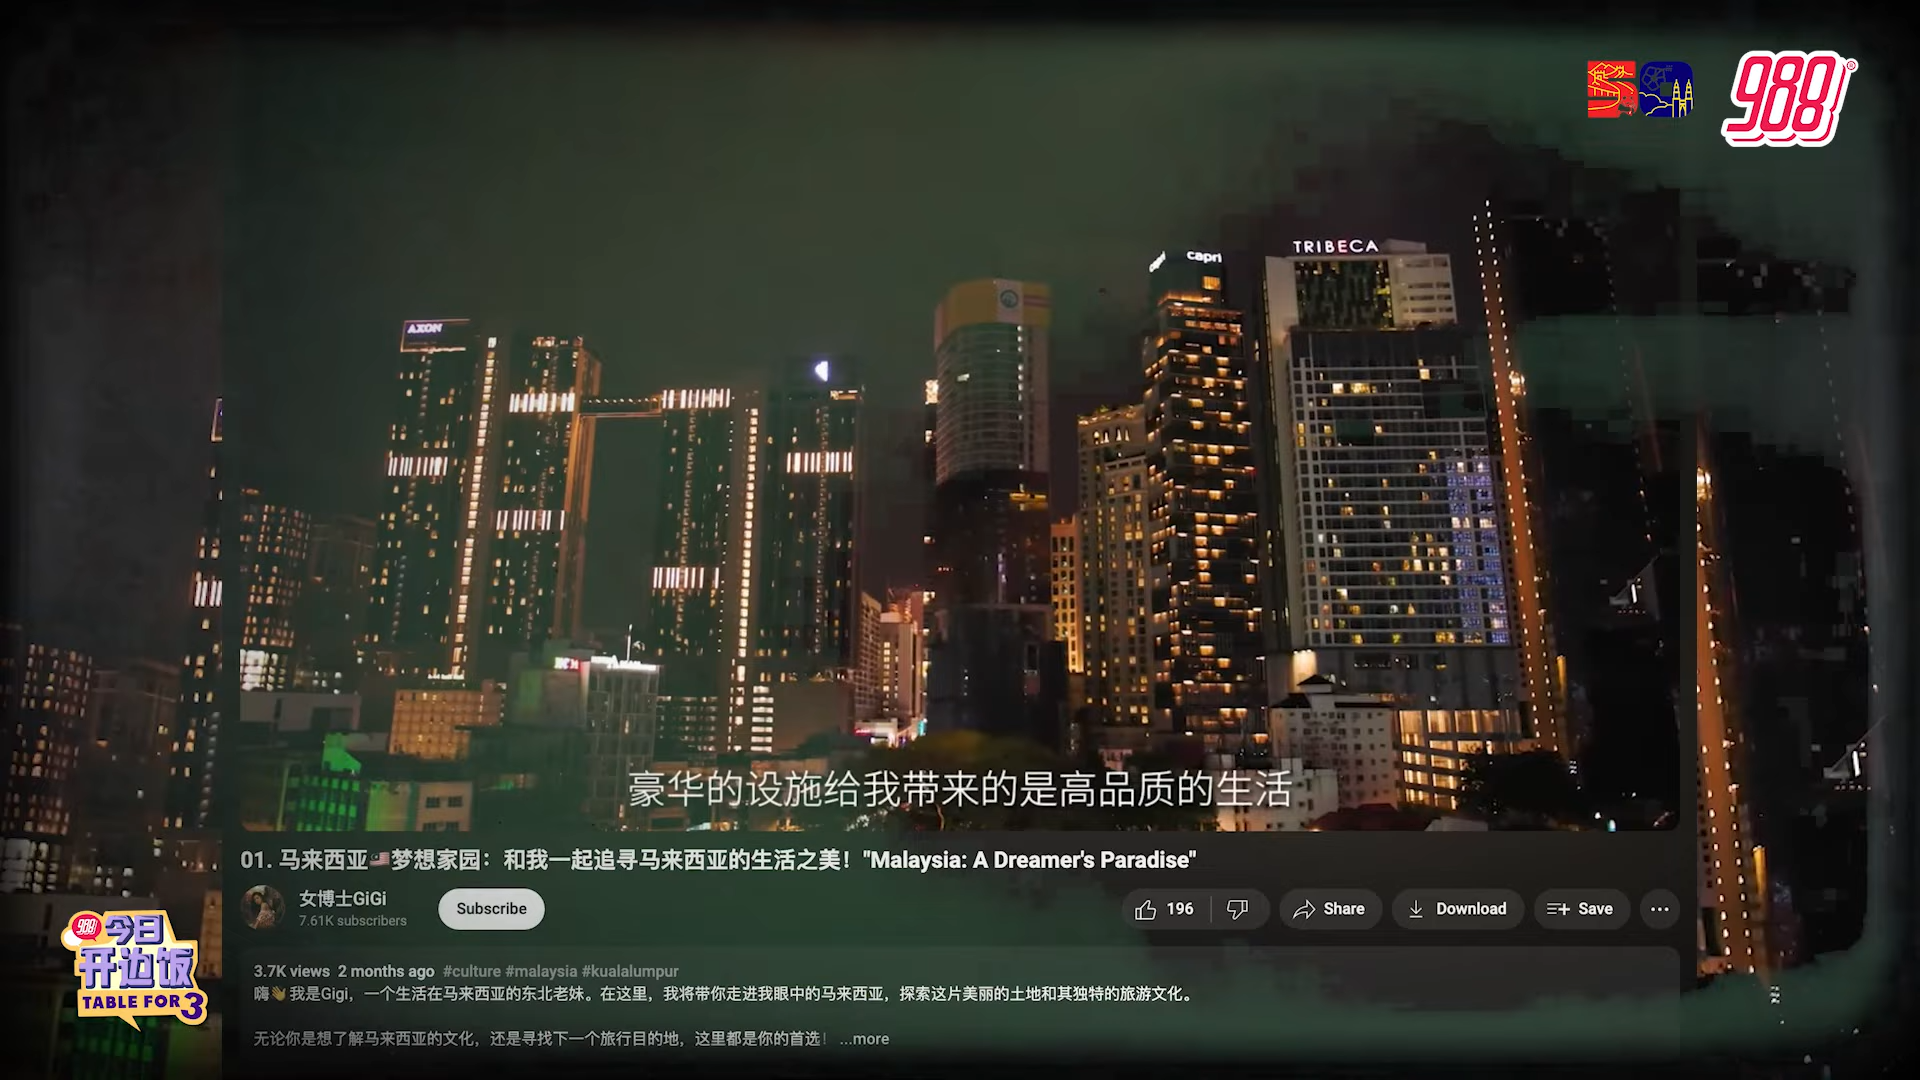 988
TRIBECA
capri
AXON
豪华的设施给我带来的是高品质的生活
01. 马来西亚🇲🇾梦想家园：和我一起追寻马来西亚的生活之美！"Malaysia: A Dreamer's Paradise"
女博士GiGi
7.61K subscribers
Subscribe
196
Share
Download
Save
3.7K views 2 months ago #culture #malaysia #kualalumpur
嗨👋我是Gigi，一个生活在马来西亚的东北老妹。在这里，我将带你走进我眼中的马来西亚，探索这片美丽的土地和其独特的旅游文化。
无论你是想了解马来西亚的文化，还是寻找下一个旅行目的地，这里都是你的首选！ ...more
988
今日
开边饭
TABLE FOR 3